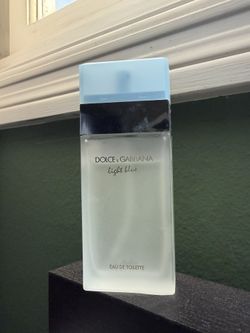 DOLCE & GABBANA
light blue
EAU DE TOILETTE